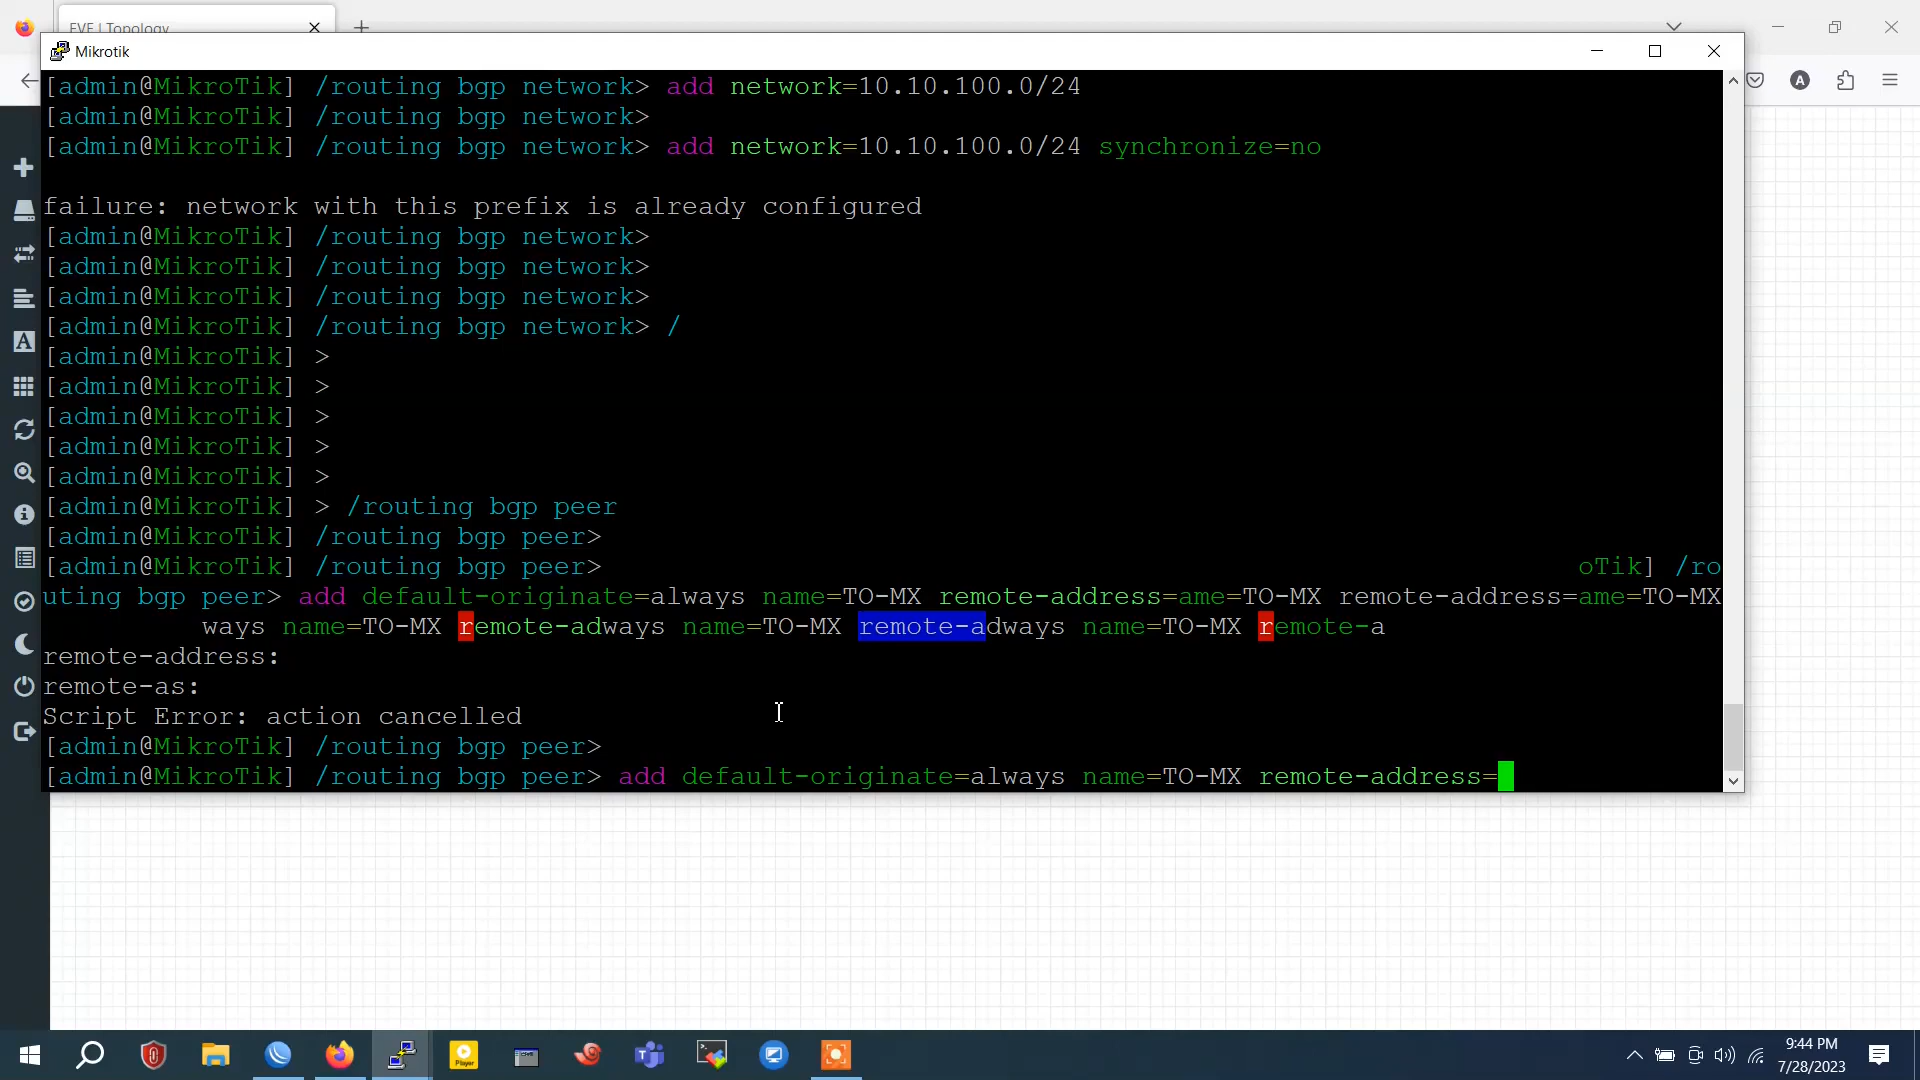 EVE | Topology
Mikrotik
[admin@MikroTik] /routing bgp network> add network=10.10.100.0/24
[admin@MikroTik] /routing bgp network>
[admin@MikroTik] /routing bgp network> add network=10.10.100.0/24 synchronize=no
failure: network with this prefix is already configured
[admin@MikroTik] /routing bgp network>
[admin@MikroTik] /routing bgp network>
[admin@MikroTik] /routing bgp network>
[admin@MikroTik] /routing bgp network> /
[admin@MikroTik] >
[admin@MikroTik] >
[admin@MikroTik] >
[admin@MikroTik] >
[admin@MikroTik] >
[admin@MikroTik] > /routing bgp peer
[admin@MikroTik] /routing bgp peer>
[admin@MikroTik] /routing bgp peer> oTik] /ro
uting bgp peer> add default-originate=always name=TO-MX remote-address=ame=TO-MX remote-address=ame=TO-MX
ways name=TO-MX remote-adways name=TO-MX remote-adways name=TO-MX remote-a
remote-address:
remote-as:
Script Error: action cancelled
[admin@MikroTik] /routing bgp peer>
[admin@MikroTik] /routing bgp peer> add default-originate=always name=TO-MX remote-address=
9:44 PM
7/28/2023